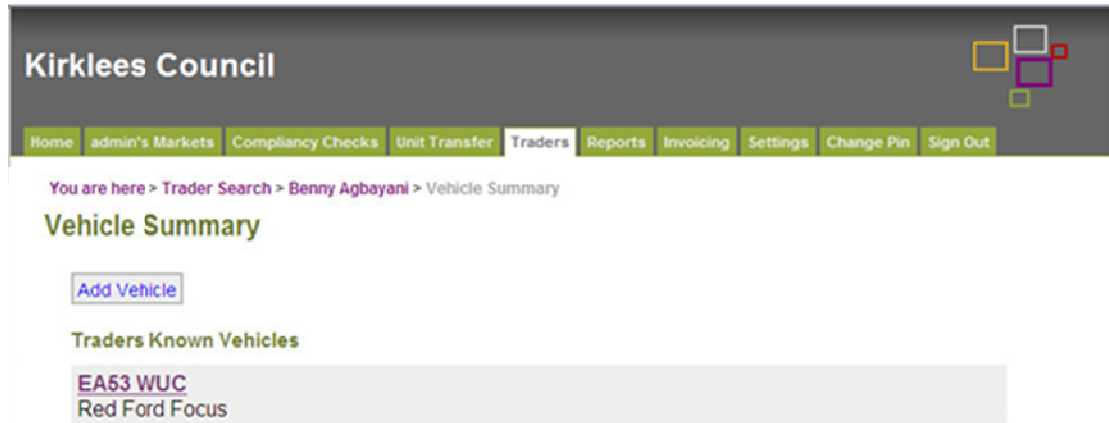 Kirklees Council
Home admin's Markets Compliancy Checks Unit Transfer Traders Reports Invoicing Settings Change Pin Sign Out
You are here > Trader Search > Benny Agbayani > Vehicle Summary
Vehicle Summary
Add Vehicle
Traders Known Vehicles
EA53 WUC
Red Ford Focus